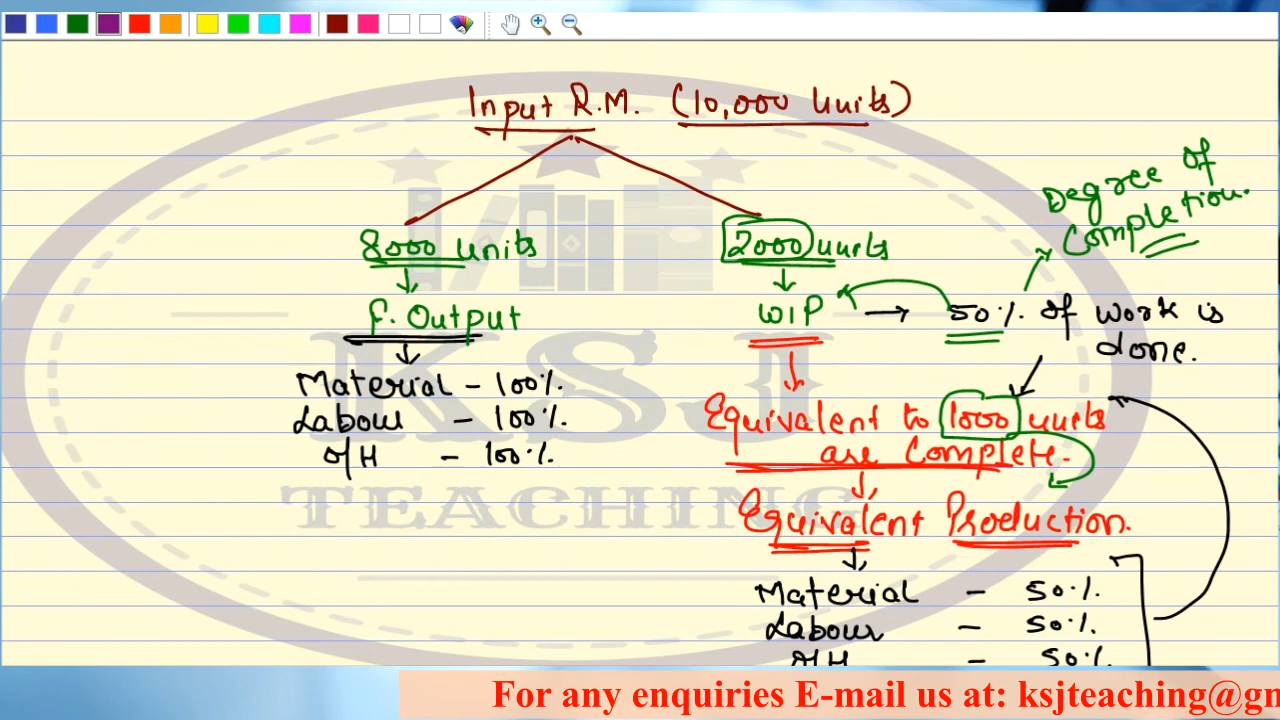 Input R.M. (10,000 units)
Degree of
Completion.
8000 units
2000 units
F. Output
WIP → 50% of work is
done.
Material - 100%.
Labour - 100%.
O/H - 100%.
Equivalent to 1000 units
are Complete.
Equivalent Production.
Material - 50%.
Labour - 50%.
O/H - 50%.
KSJ
TEACHING
For any enquiries E-mail us at: ksjteaching@gm